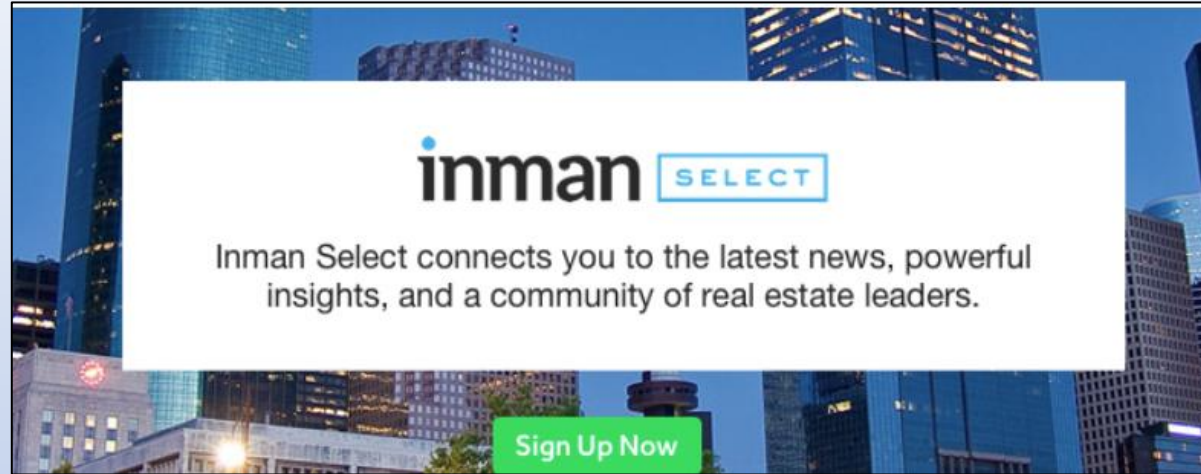 inman SELECT
Inman Select connects you to the latest news, powerful
insights, and a community of real estate leaders.
Sign Up Now